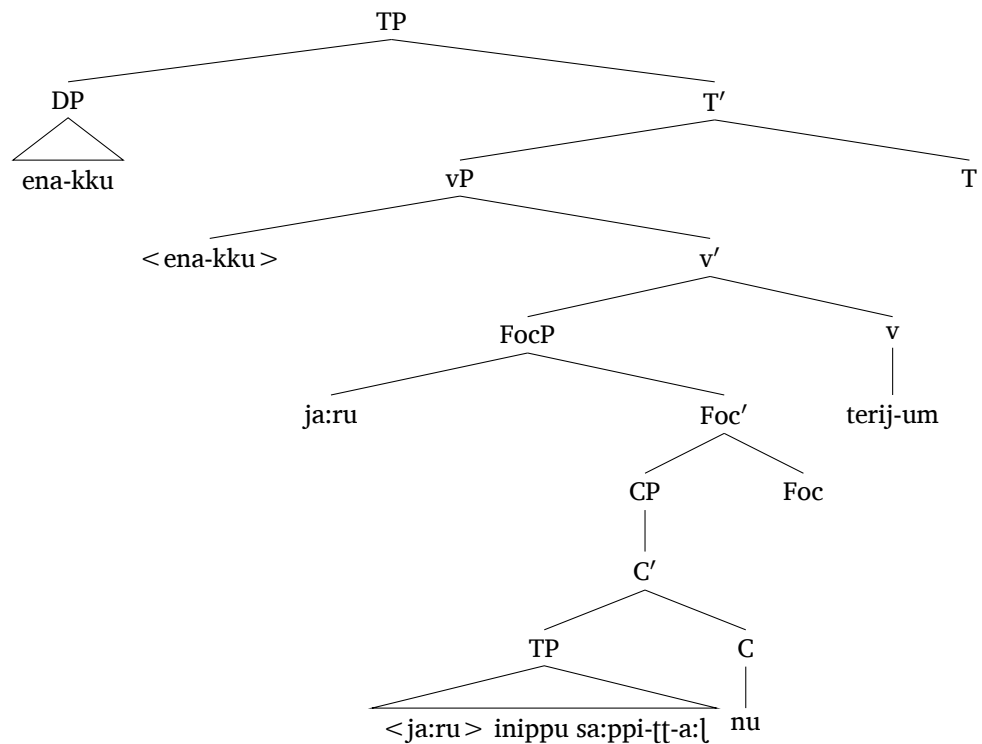 TP
DP T′
ena-kku vP T
<ena-kku> v′
FocP v
ja:ru Foc′ terij-um
CP Foc
C′
TP C
<ja:ru> inippu sa:ppi-ʈʈ-a:ɭ nu